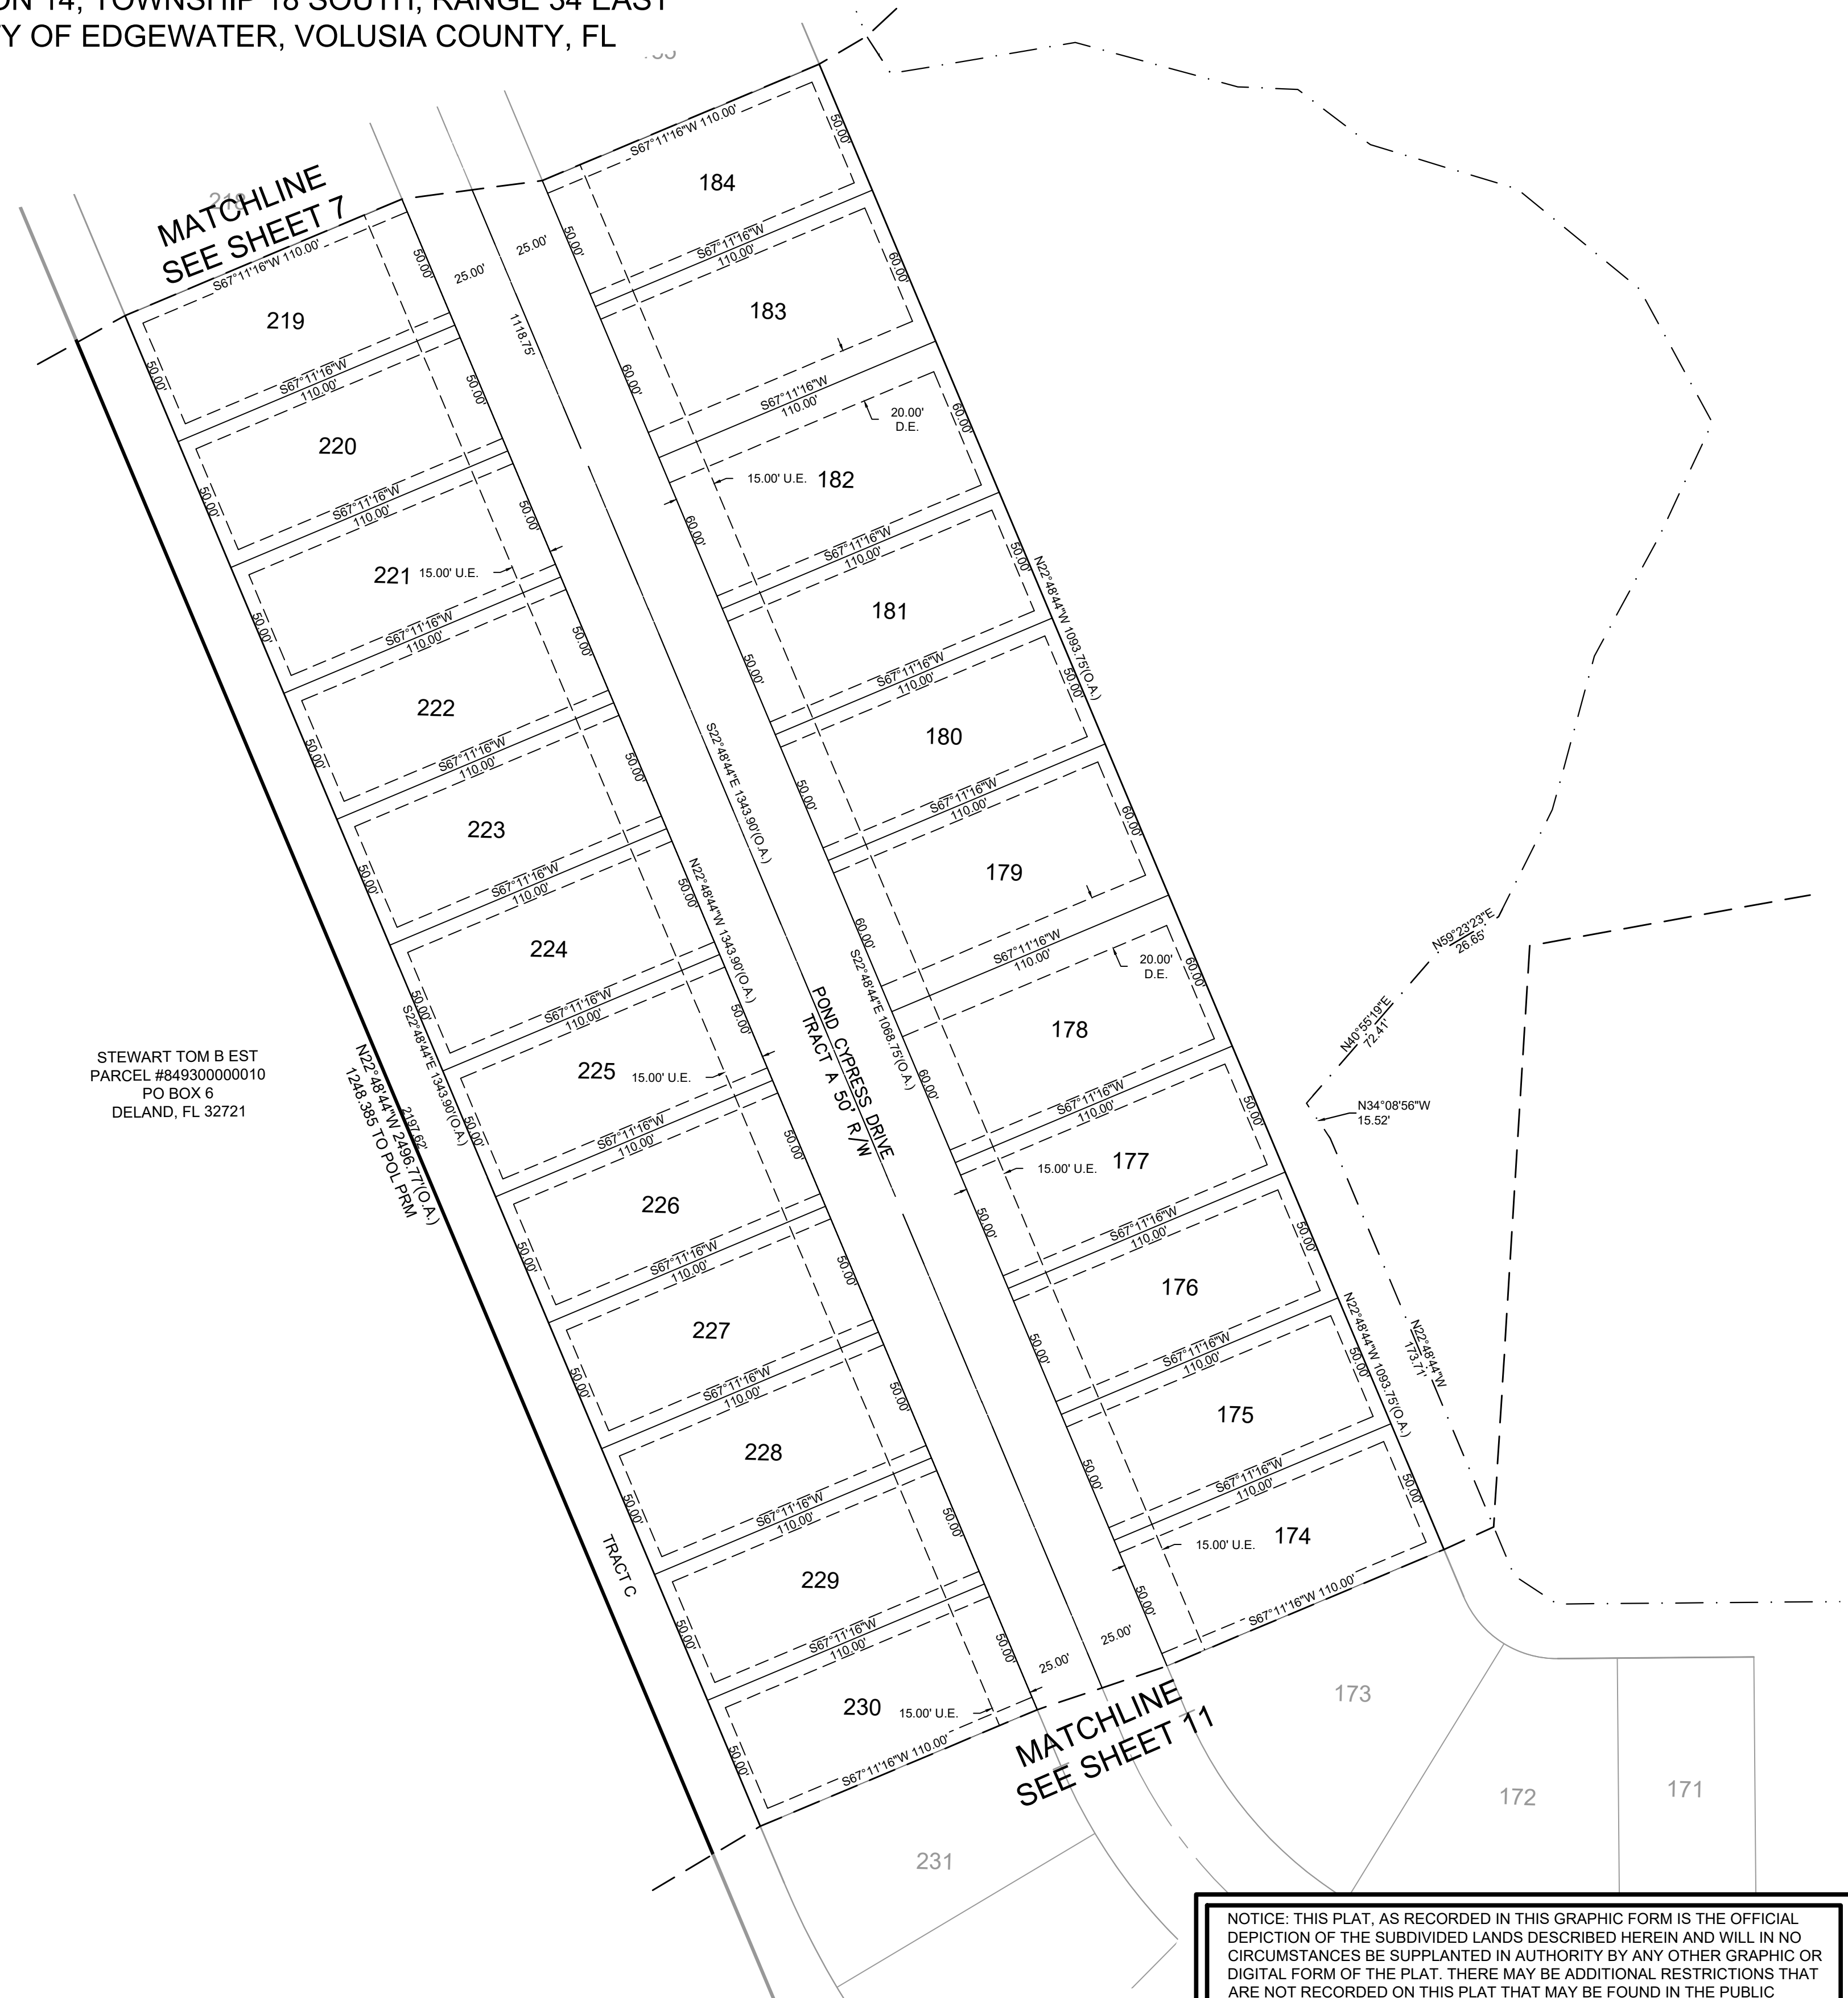 ON 14, TOWNSHIP 18 SOUTH, RANGE 34 EAST
Y OF EDGEWATER, VOLUSIA COUNTY, FL
218
MATCHLINE
SEE SHEET 7
S67°11'16"W 110.00'
219
50.00'
50.00'
S67°11'16"W
110.00'
220
50.00'
50.00'
S67°11'16"W
110.00'
221
15.00' U.E.
50.00'
50.00'
S67°11'16"W
110.00'
222
50.00'
50.00'
S67°11'16"W
110.00'
223
50.00'
50.00'
S67°11'16"W
110.00'
224
50.00'
50.00'
S67°11'16"W
110.00'
225
15.00' U.E.
50.00'
50.00'
S67°11'16"W
110.00'
226
50.00'
50.00'
S67°11'16"W
110.00'
227
50.00'
50.00'
S67°11'16"W
110.00'
228
50.00'
50.00'
S67°11'16"W
110.00'
229
50.00'
50.00'
S67°11'16"W
110.00'
230
15.00' U.E.
50.00'
50.00'
S67°11'16"W 110.00'
231
STEWART TOM B EST
PARCEL #849300000010
PO BOX 6
DELAND, FL 32721
2197.62'
N22°48'44"W 2496.77'(O.A.)
1248.385 TO POL PRM
S22°48'44"E 1343.90'(O.A.)
TRACT C
N22°48'44"W 1343.90'(O.A.)
25.00'
25.00'
1118.75'
S22°48'44"E 1343.90'(O.A.)
POND CYPRESS DRIVE
TRACT A 50' R/W
S22°48'44"E 1068.75'(O.A.)
25.00'
25.00'
MATCHLINE
SEE SHEET 11
S67°11'16"W 110.00'
184
50.00'
50.00'
S67°11'16"W
110.00'
183
60.00'
60.00'
S67°11'16"W
110.00'
20.00'
D.E.
15.00' U.E.
182
60.00'
60.00'
S67°11'16"W
110.00'
181
50.00'
50.00'
N22°48'44"W 1093.75'(O.A.)
S67°11'16"W
110.00'
180
50.00'
50.00'
S67°11'16"W
110.00'
179
60.00'
60.00'
S67°11'16"W
110.00'
20.00'
D.E.
178
60.00'
60.00'
S67°11'16"W
110.00'
15.00' U.E.
177
50.00'
50.00'
S67°11'16"W
110.00'
176
50.00'
50.00'
S67°11'16"W
110.00'
175
50.00'
50.00'
N22°48'44"W 1093.75'(O.A.)
S67°11'16"W
110.00'
15.00' U.E.
174
50.00'
50.00'
S67°11'16"W 110.00'
N59°23'23"E
26.65'
N40°55'19"E
72.41'
N34°08'56"W
15.52'
N22°48'44"W
173.71'
173
172
171
NOTICE: THIS PLAT, AS RECORDED IN THIS GRAPHIC FORM IS THE OFFICIAL
DEPICTION OF THE SUBDIVIDED LANDS DESCRIBED HEREIN AND WILL IN NO
CIRCUMSTANCES BE SUPPLANTED IN AUTHORITY BY ANY OTHER GRAPHIC OR
DIGITAL FORM OF THE PLAT. THERE MAY BE ADDITIONAL RESTRICTIONS THAT
ARE NOT RECORDED ON THIS PLAT THAT MAY BE FOUND IN THE PUBLIC